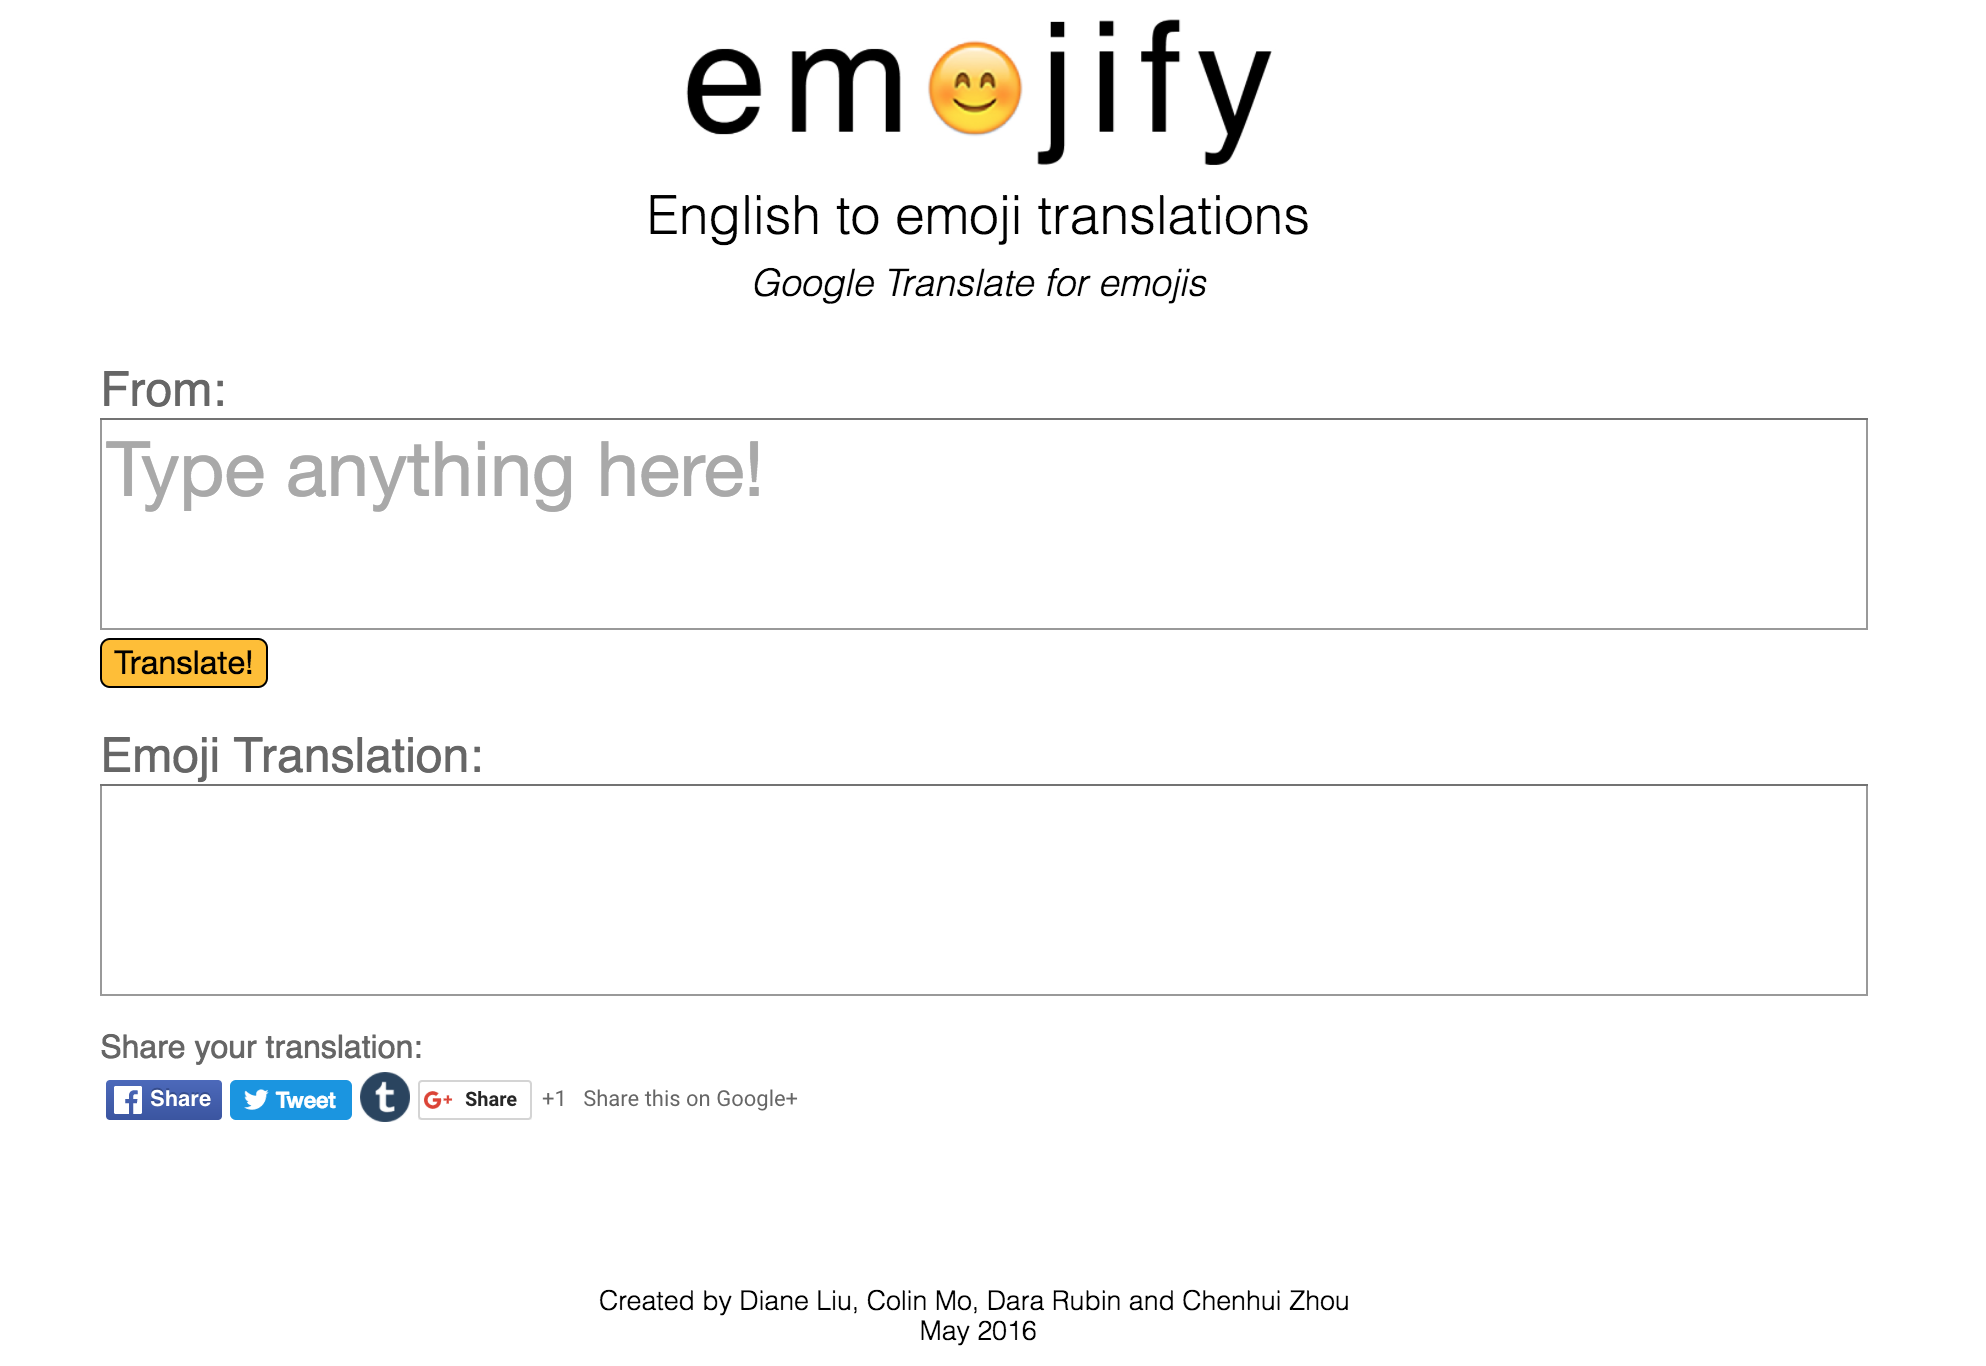 em😊jify
English to emoji translations
Google Translate for emojis
From:
Type anything here!
Translate!
Emoji Translation:
Share your translation:
Share Tweet t G+ Share +1 Share this on Google+
Created by Diane Liu, Colin Mo, Dara Rubin and Chenhui Zhou
May 2016